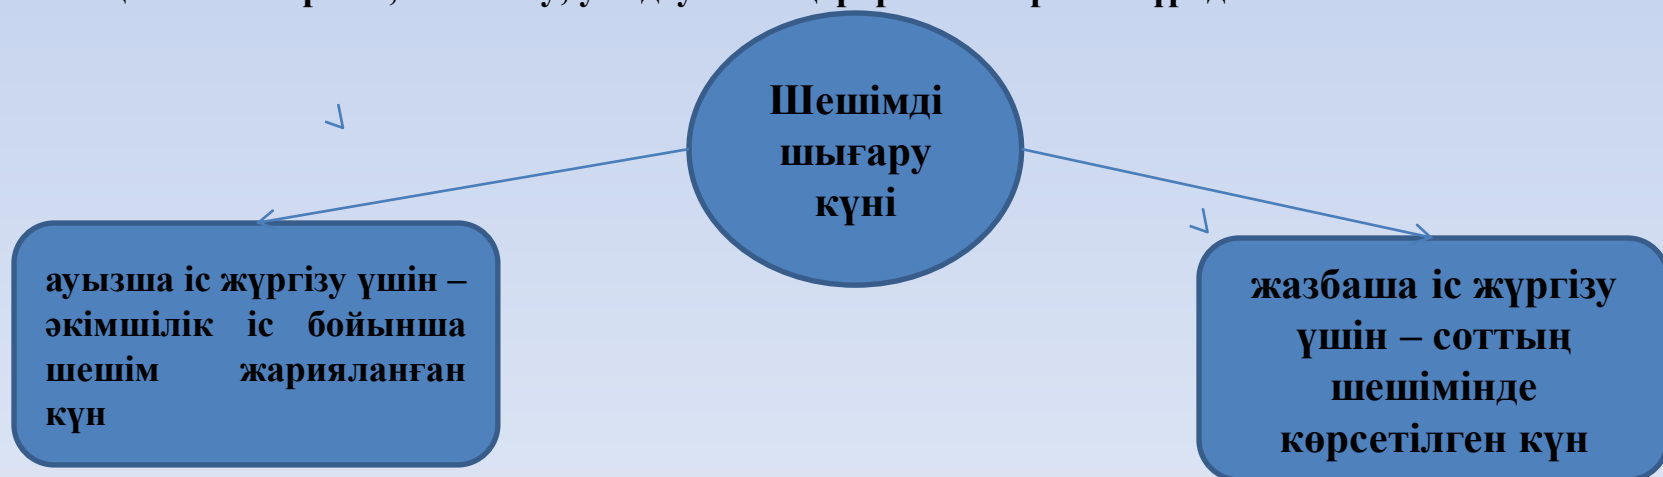 Шешімді
шығару
күні
ауызша іс жүргізу үшін –
әкімшілік іс бойынша
шешім жарияланған
күн
жазбаша іс жүргізу
үшін – соттың
шешімінде
көрсетілген күн